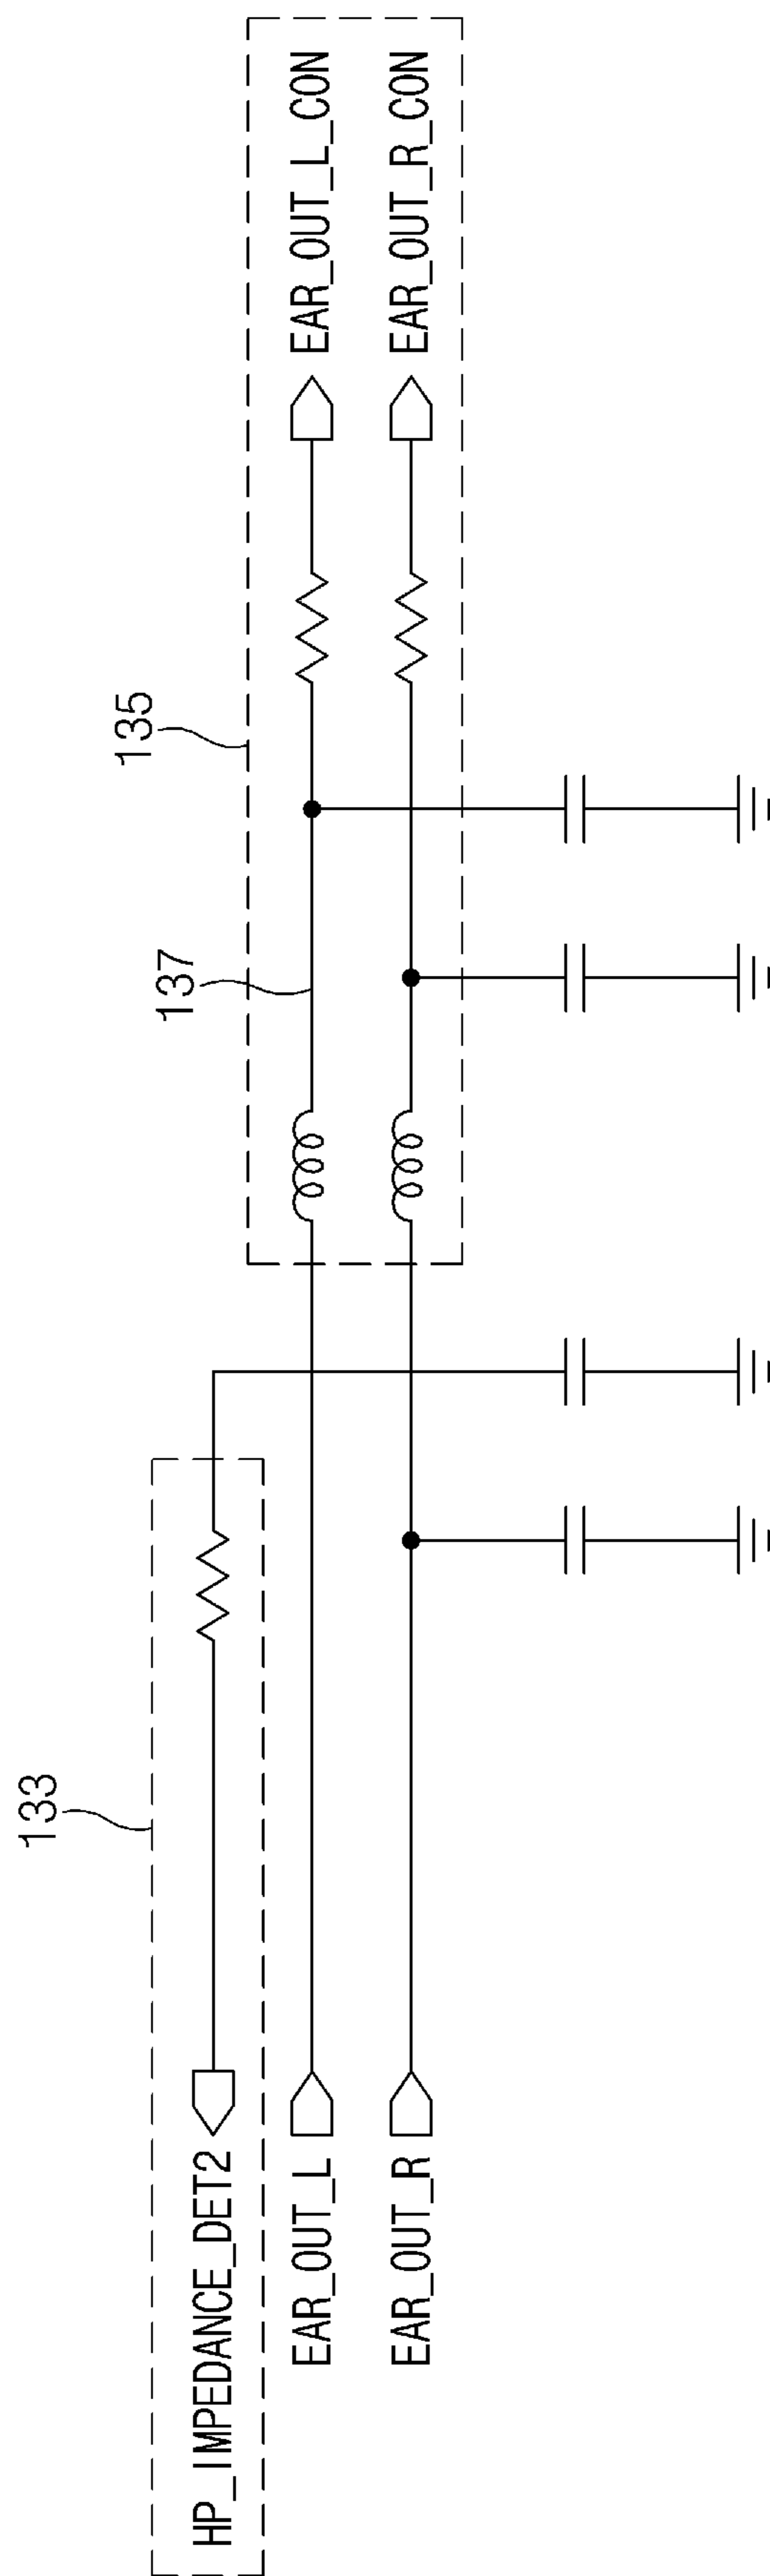 133
HP_IMPEDANCE_DET2
EAR_OUT_L
EAR_OUT_R
135
137
EAR_OUT_L_CON
EAR_OUT_R_CON